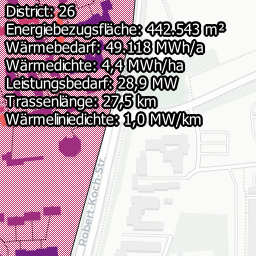 District: 26
Energiebezugsfläche: 442.543 m²
Wärmebedarf: 49.118 MWh/a
Wärmedichte: 4,4 MWh/ha
Leistungsbedarf: 28,9 MW
Trassenlänge: 27,5 km
Wärmeliniedichte: 1,0 MW/km
Robert-Koch-Str.